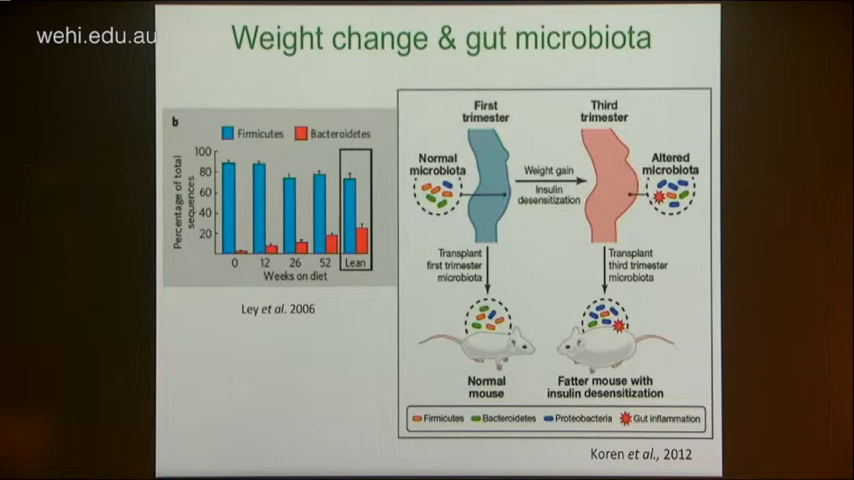 wehi.edu.au
Weight change & gut microbiota
b
Firmicutes
Bacteroidetes
Percentage of total
sequences
100
80
60
40
20
0
12
26
52
Lean
Weeks on diet
Ley et al. 2006
First
trimester
Third
trimester
Normal
microbiota
Weight gain
Insulin
desensitization
Altered
microbiota
Transplant
first trimester
microbiota
Transplant
third trimester
microbiota
Normal
mouse
Fatter mouse with
insulin desensitization
Firmicutes
Bacteroidetes
Proteobacteria
Gut inflammation
Koren et al., 2012